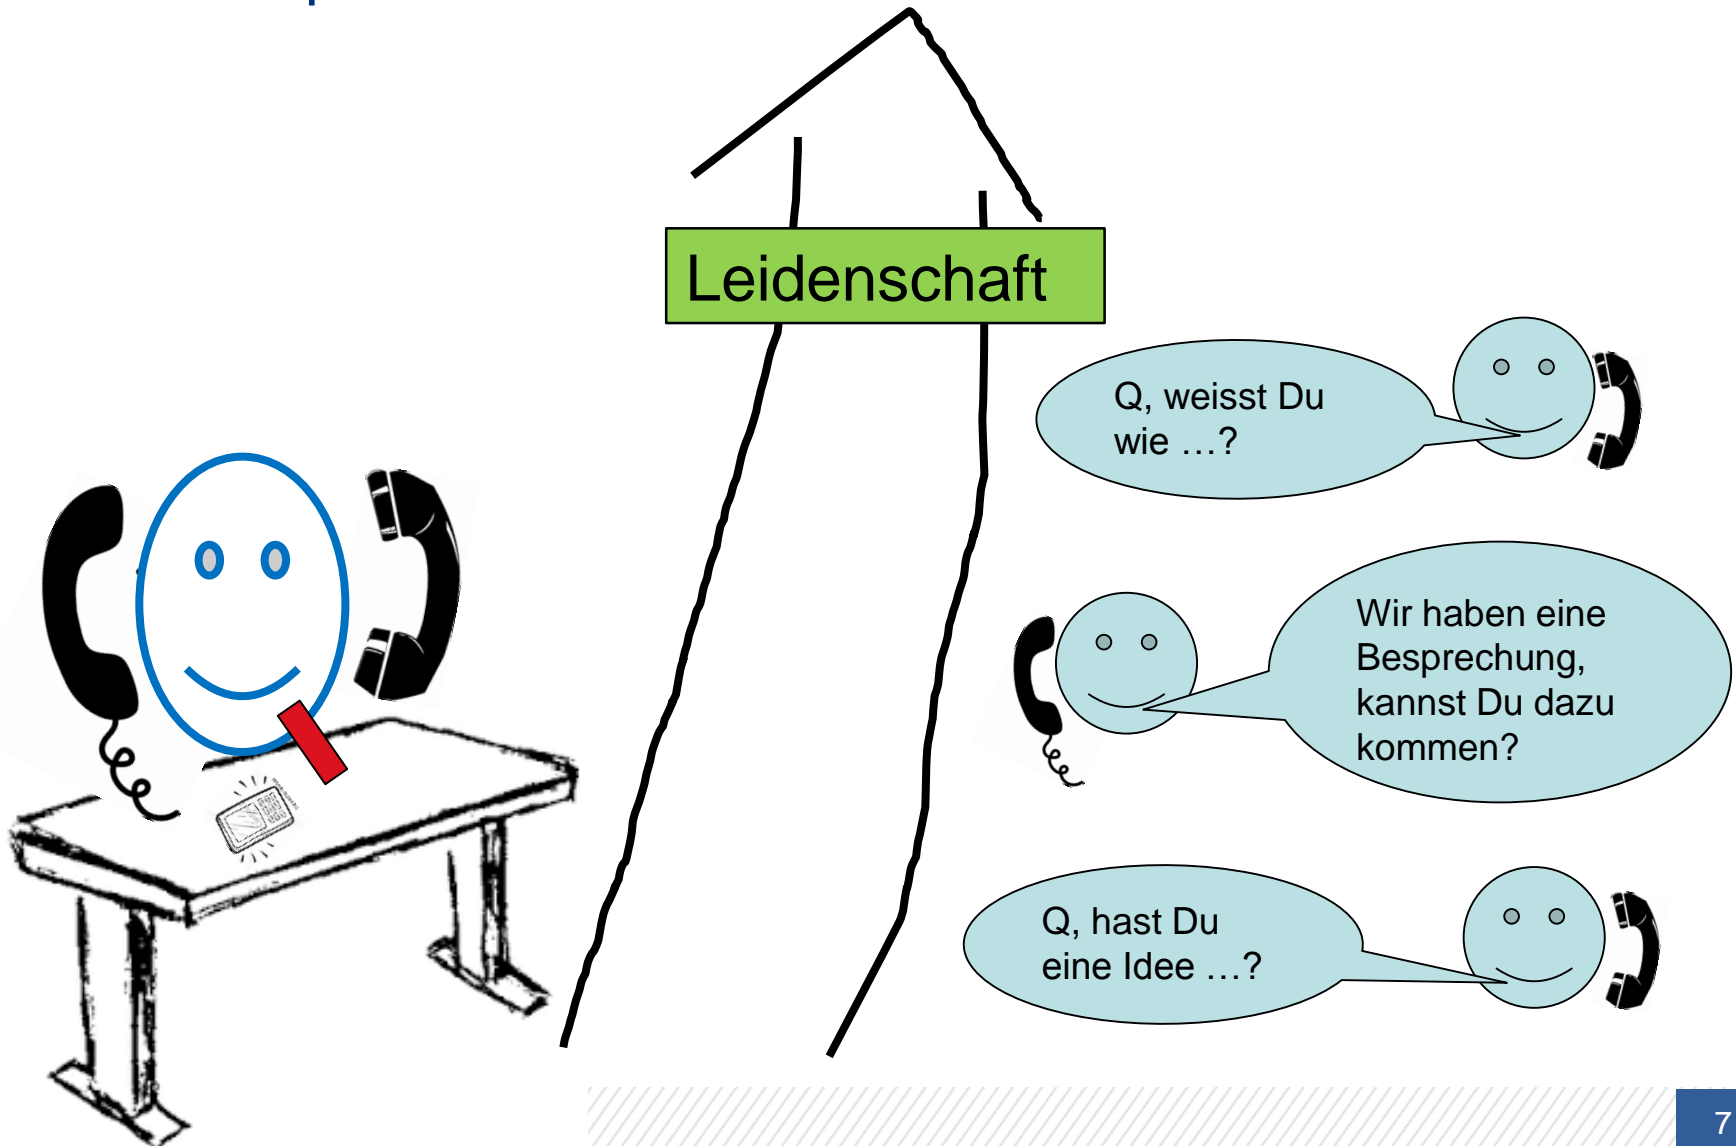 Leidenschaft
Q, weisst Du
wie …?
Wir haben eine
Besprechung,
kannst Du dazu
kommen?
Q, hast Du
eine Idee …?
7